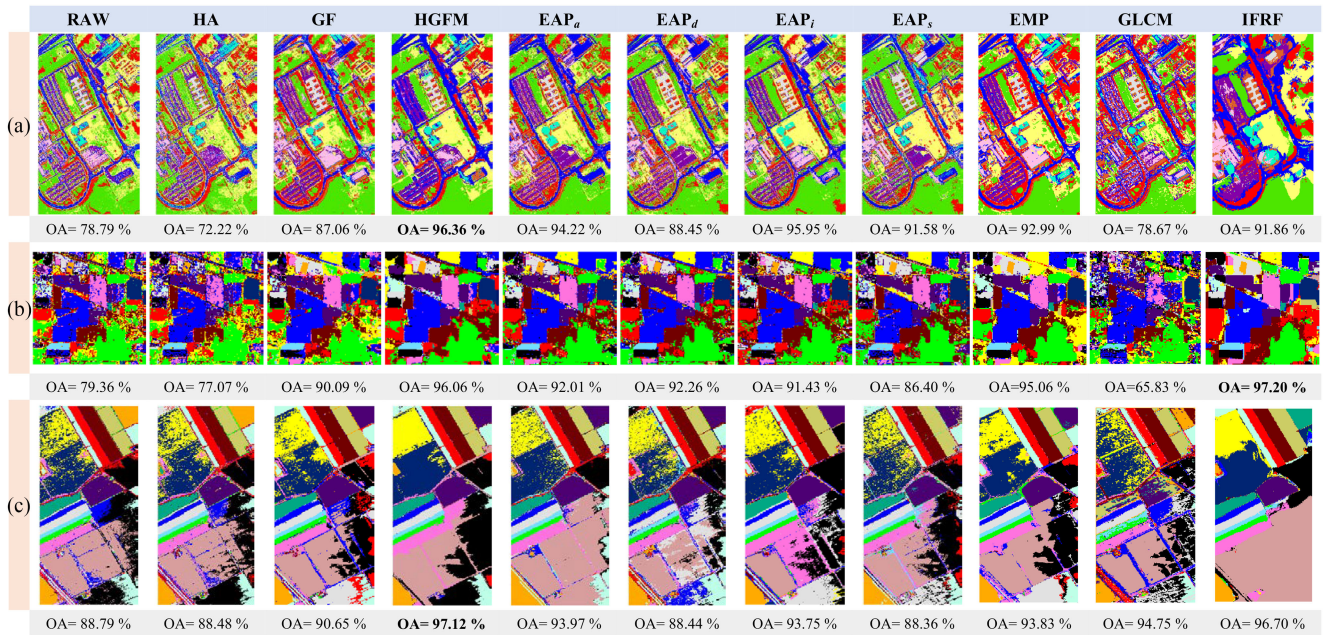 RAW HA GF HGFM EAPa EAPd EAPi EAPs EMP GLCM IFRF
(a)
OA= 78.79 % OA= 72.22 % OA= 87.06 % OA= 96.36 % OA= 94.22 % OA= 88.45 % OA= 95.95 % OA= 91.58 % OA= 92.99 % OA= 78.67 % OA= 91.86 %
(b)
OA= 79.36 % OA= 77.07 % OA= 90.09 % OA= 96.06 % OA= 92.01 % OA= 92.26 % OA= 91.43 % OA= 86.40 % OA=95.06 % OA=65.83 % OA= 97.20 %
(c)
OA= 88.79 % OA= 88.48 % OA= 90.65 % OA= 97.12 % OA= 93.97 % OA= 88.44 % OA= 93.75 % OA= 88.36 % OA= 93.83 % OA= 94.75 % OA= 96.70 %